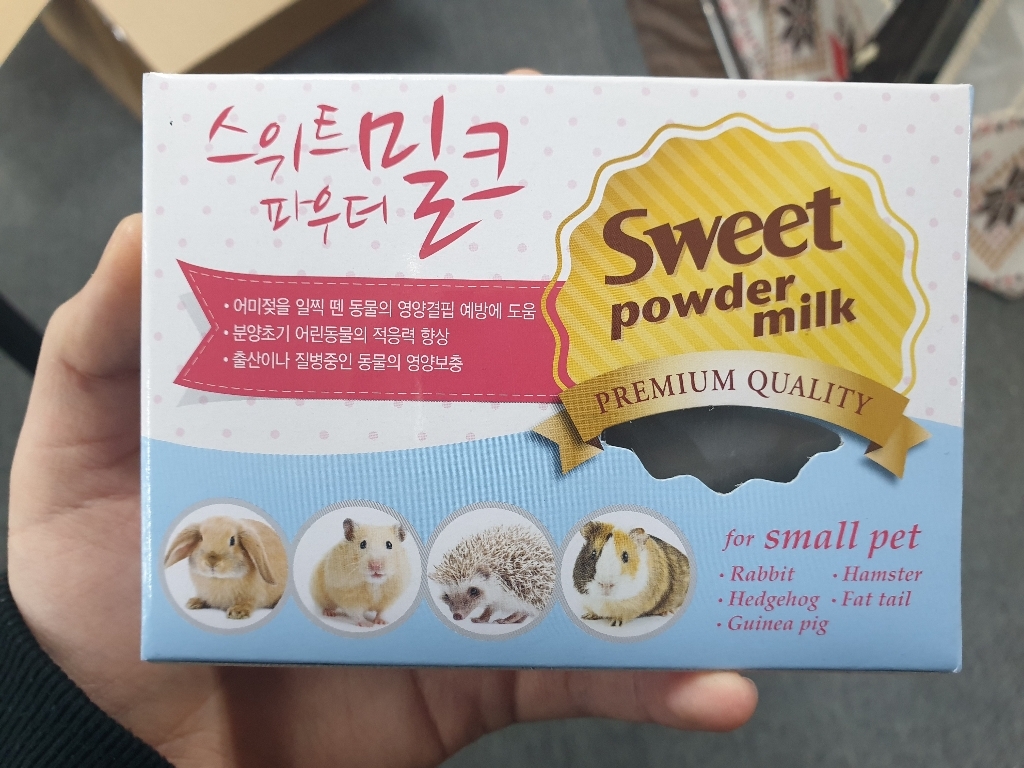 스위트밀크
파우더
• 어미젖을 일찍 뗀 동물의 영양결핍 예방에 도움
• 분양초기 어린동물의 적응력 향상
• 출산이나 질병중인 동물의 영양보충
Sweet
powder
milk
PREMIUM QUALITY
for small pet
• Rabbit • Hamster
• Hedgehog • Fat tail
• Guinea pig